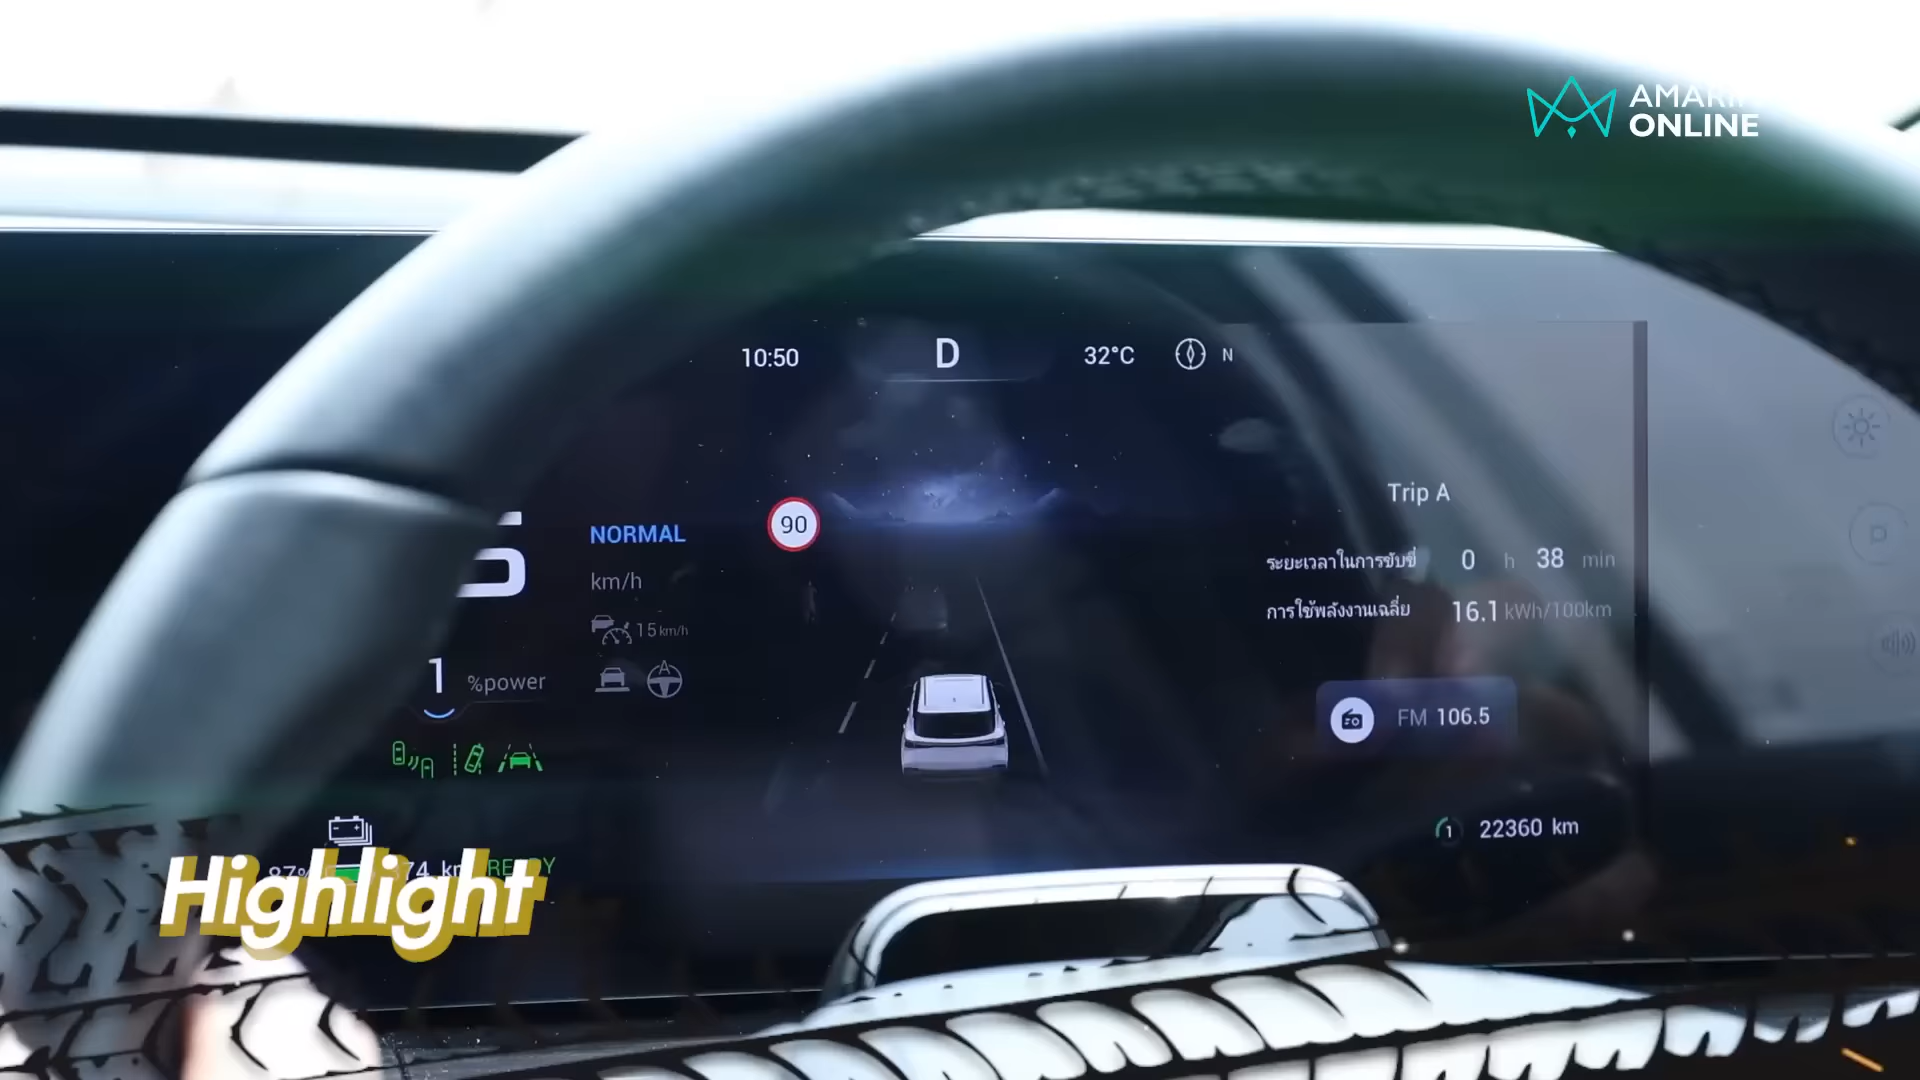 ONLINE
10:50
D
32°C
N
NORMAL
90
km/h
15 km/h
A
1 %power
Trip A
ระยะเวลาในการขับขี่ 0 h 38 min
การใช้พลังงานเฉลี่ย 16.1 kWh/100km
FM 106.5
P
1 22360 km
Highlight